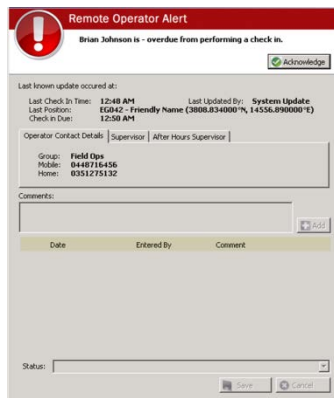 Remote Operator Alert
Brian Johnson is - overdue from performing a check in.
Acknowledge
Last known update occured at:
Last Check In Time: 12:48 AM Last Updated By: System Update
Last Position: EG042 - Friendly Name (3808.834000°N, 14556.890000°E)
Check in Due: 12:50 AM
Operator Contact Details Supervisor After Hours Supervisor
Group: Field Ops
Mobile: 0448716456
Home: 0351275132
Comments:
Add
Date Entered By Comment
Status:
Save Cancel